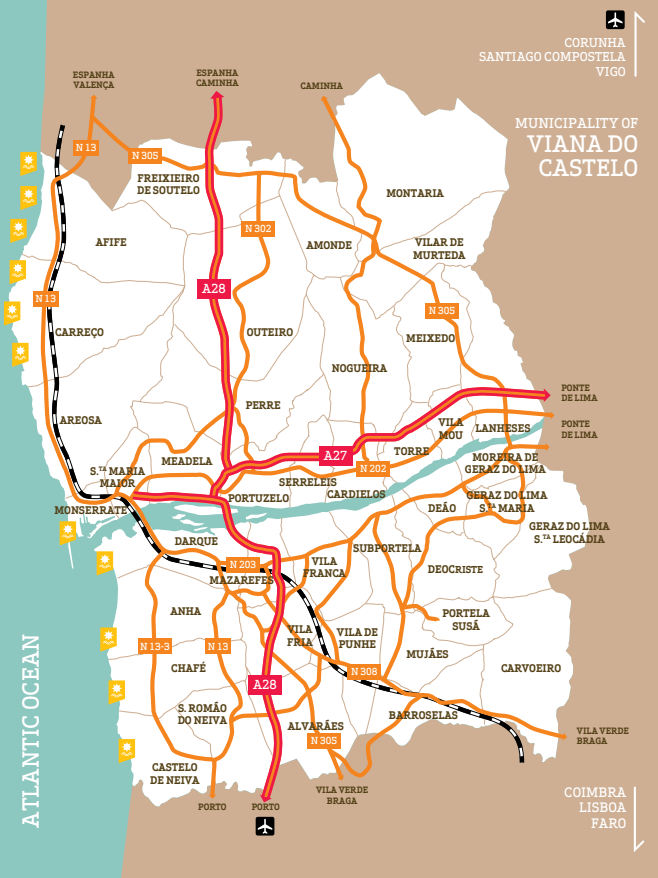 CORUNHA
SANTIAGO COMPOSTELA
VIGO
MUNICIPALITY OF
VIANA DO
CASTELO
ESPANHA
VALENÇA
ESPANHA
CAMINHA
CAMINHA
N 13
N 305
FREIXIEIRO
DE SOUTELO
MONTARIA
N 302
AFIFE
AMONDE
VILAR DE
MURTEDA
A28
N 13
N 305
CARREÇO
OUTEIRO
MEIXEDO
NOGUEIRA
PONTE
DE LIMA
PERRE
AREOSA
VILA
MOU
LANHESES
PONTE
DE LIMA
MEADELA
A27
TORRE
N 202
MOREIRA DE
GERAZ DO LIMA
S.TA MARIA
MAIOR
SERRELEIS
CARDIELOS
PORTUZELO
GERAZ DO LIMA
S.TA MARIA
MONSERRATE
DEÃO
GERAZ DO LIMA
S.TA LEOCÁDIA
DARQUE
SUBPORTELA
N 203
MAZAREFES
VILA
FRANCA
DEOCRISTE
ANHA
PORTELA
SUSÃ
VILA
FRIA
VILA DE
PUNHE
N 13-3
N 13
MUJÃES
CHAFÉ
CARVOEIRO
N 308
A28
S. ROMÃO
DO NEIVA
BARROSELAS
ALVARÃES
N 305
VILA VERDE
BRAGA
CASTELO
DE NEIVA
VILA VERDE
BRAGA
PORTO
PORTO
ATLANTIC OCEAN
COIMBRA
LISBOA
FARO